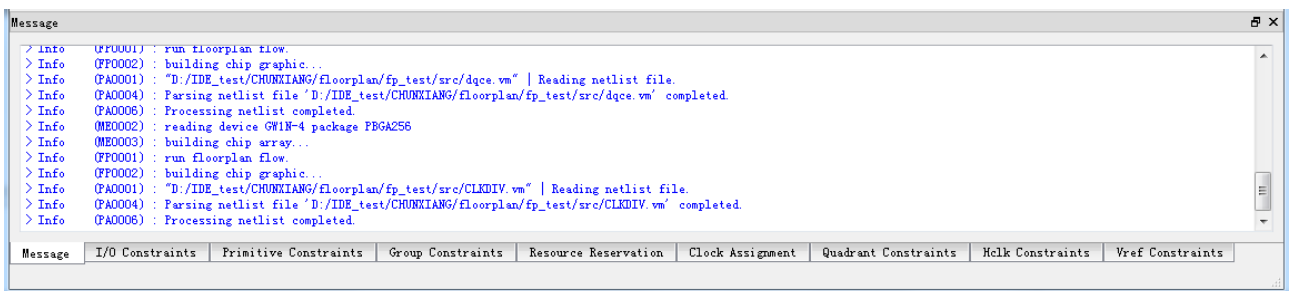 Message
> Info (FP0001) : run floorplan flow.
> Info (FP0002) : building chip graphic...
> Info (PA0001) : "D:/IDE_test/CHUNXIANG/floorplan/fp_test/src/dqce.vm" | Reading netlist file.
> Info (PA0004) : Parsing netlist file 'D:/IDE_test/CHUNXIANG/floorplan/fp_test/src/dqce.vm' completed.
> Info (PA0006) : Processing netlist completed.
> Info (ME0002) : reading device GW1N-4 package PBGA256
> Info (ME0003) : building chip array...
> Info (FP0001) : run floorplan flow.
> Info (FP0002) : building chip graphic...
> Info (PA0001) : "D:/IDE_test/CHUNXIANG/floorplan/fp_test/src/CLKDIV.vm" | Reading netlist file.
> Info (PA0004) : Parsing netlist file 'D:/IDE_test/CHUNXIANG/floorplan/fp_test/src/CLKDIV.vm' completed.
> Info (PA0006) : Processing netlist completed.
Message I/O Constraints Primitive Constraints Group Constraints Resource Reservation Clock Assignment Quadrant Constraints Hclk Constraints Vref Constraints